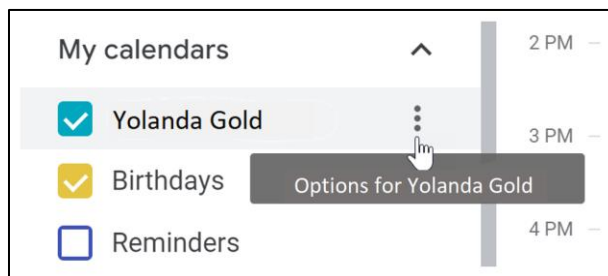 My calendars
2 PM
Yolanda Gold
3 PM
Birthdays
Options for Yolanda Gold
Reminders
4 PM